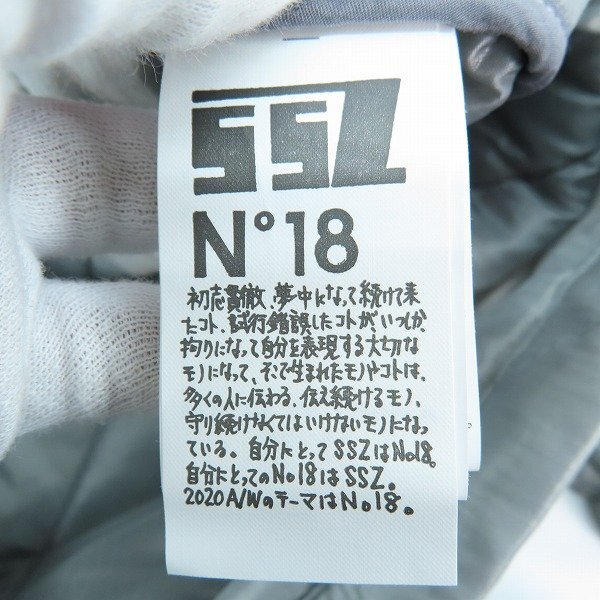 SSZ
N°18
初志貫徹、夢中になって続けて来
たコト、試行錯誤したコトが、いつしか、
拘りになって自分を表現する大切な
モノになって、そこで生まれたモノやコトは、
多くの人に伝わる、伝え続けるモノ、
守り続けなくてはいけないモノになっ
ている。自分にとってSSZはNo18。
自分にとってのNo18はSSZ。
2020A/WのテーマはNo18。